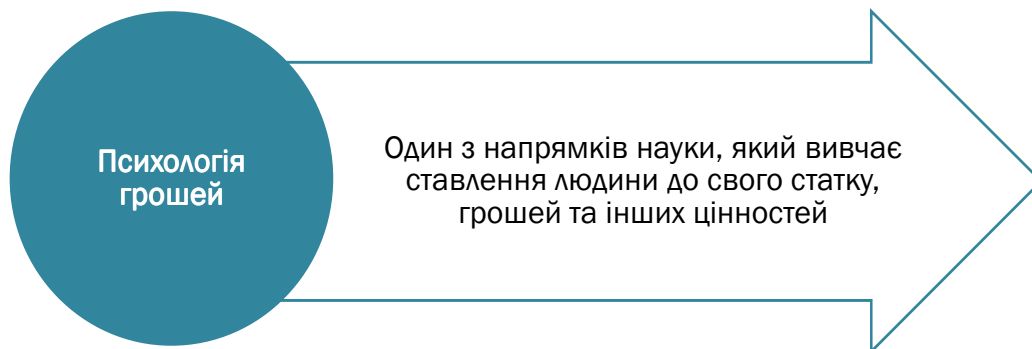 Психологія
грошей
Один з напрямків науки, який вивчає
ставлення людини до свого статку,
грошей та інших цінностей